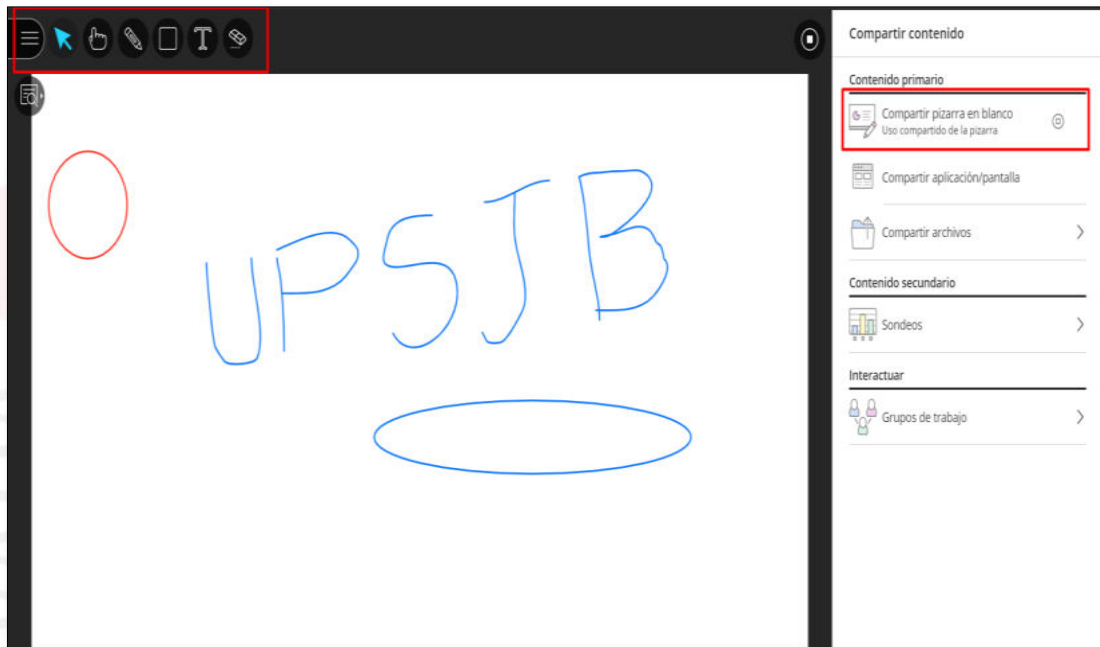 Compartir contenido
Contenido primario
Compartir pizarra en blanco
Uso compartido de la pizarra
Compartir aplicación/pantalla
Compartir archivos
Contenido secundario
Sondeos
Interactuar
Grupos de trabajo
T
UPSJB